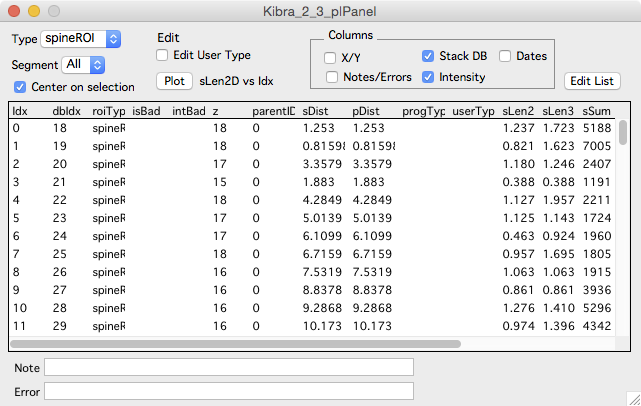 Kibra_2_3_plPanel
Type spineROI Edit Columns
Edit User Type X/Y Stack DB Dates
Segment All
Center on selection Plot sLen2D vs Idx Notes/Errors Intensity Edit List
Idx dbIdx roiTyp isBad intBad z parentID sDist pDist progTyp userTyp sLen2 sLen3 sSum
0 18 spineR 18 0 1.253 1.253 1.237 1.723 5188
1 19 spineR 18 0 0.81598 0.81598 0.821 1.623 7005
2 20 spineR 17 0 3.3579 3.3579 1.180 1.246 2407
3 21 spineR 15 0 1.883 1.883 0.388 0.388 1191
4 22 spineR 18 0 4.2849 4.2849 1.127 1.957 2211
5 23 spineR 17 0 5.0139 5.0139 1.125 1.143 1724
6 24 spineR 17 0 6.1099 6.1099 0.463 0.924 1960
7 25 spineR 18 0 6.7159 6.7159 0.957 1.695 1805
8 26 spineR 16 0 7.5319 7.5319 1.063 1.063 1915
9 27 spineR 16 0 8.8378 8.8378 0.861 0.861 3936
10 28 spineR 16 0 9.2868 9.2868 1.276 1.410 5296
11 29 spineR 16 0 10.173 10.173 0.974 1.396 4342
Note
Error